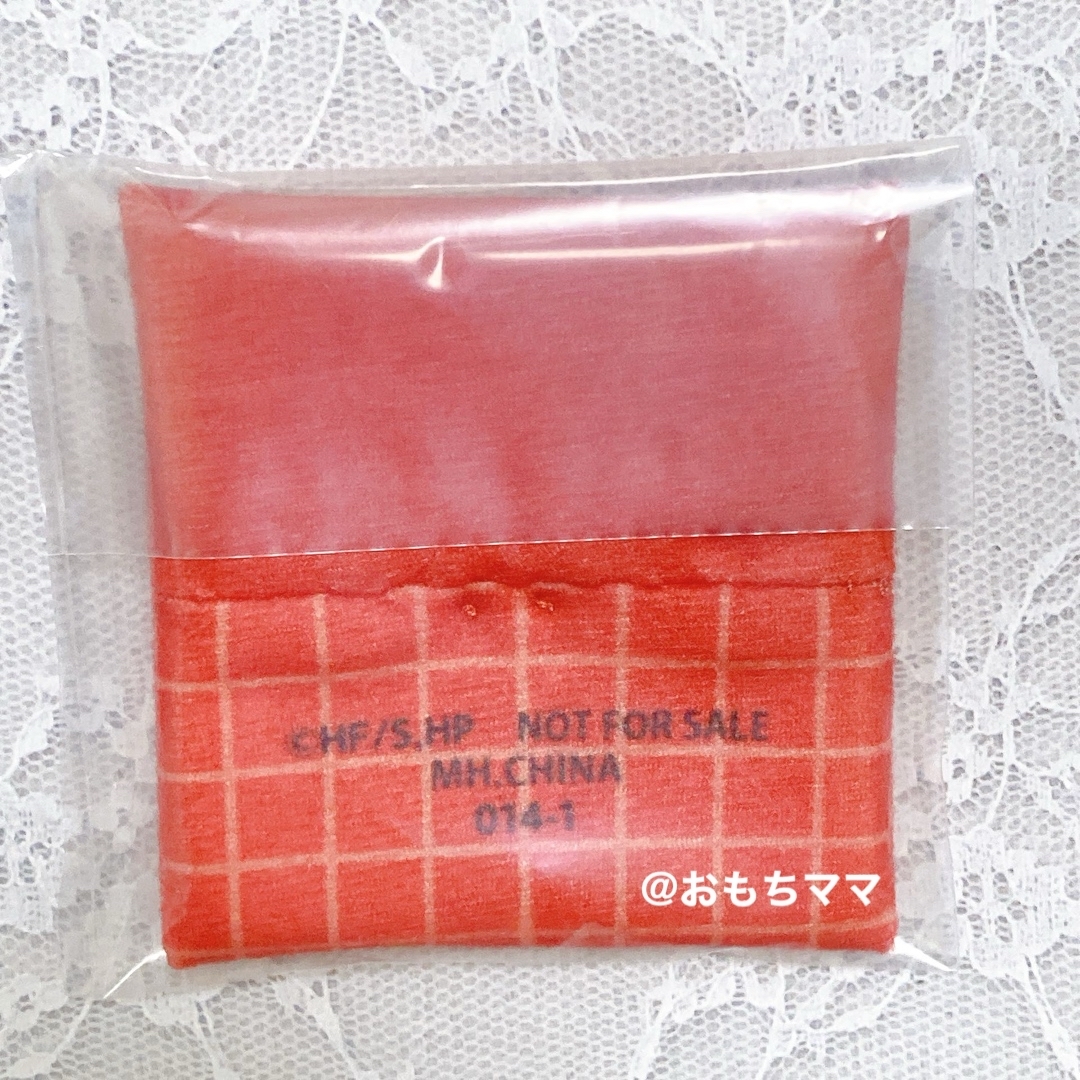 ©HF/S.HP NOT FOR SALE
MH.CHINA
014-1
@おもちママ